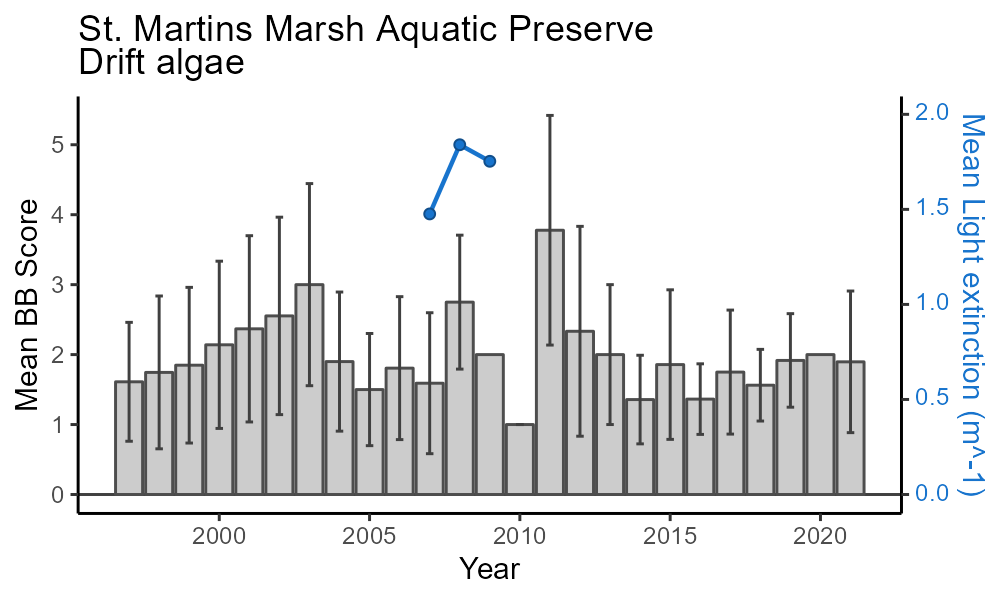 St. Martins Marsh Aquatic Preserve
Drift algae
Mean BB Score
5
4
3
2
1
0
2.0
1.5
1.0
0.5
0.0
Mean Light extinction (m^-1)
2000 2005 2010 2015 2020
Year